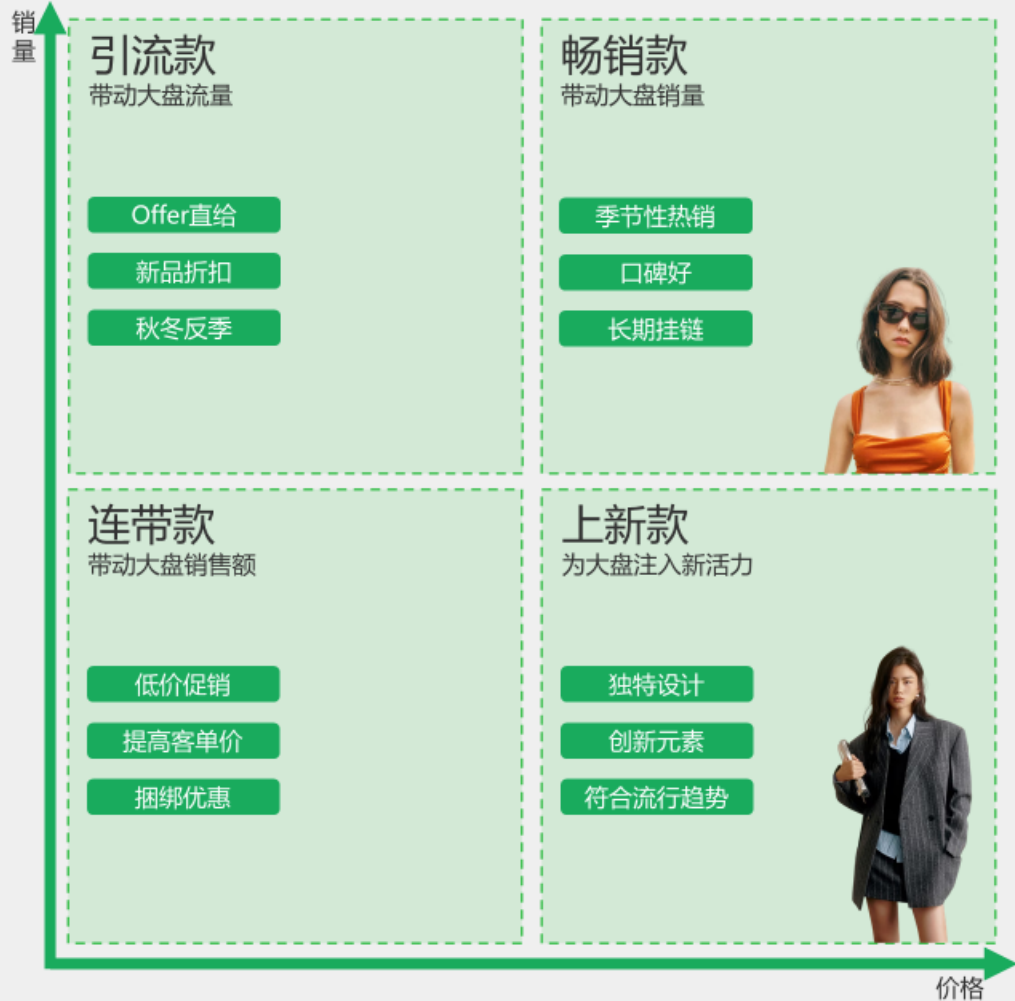 销量
引流款
带动大盘流量
Offer直给
新品折扣
秋冬反季
畅销款
带动大盘销量
季节性热销
口碑好
长期挂链
连带款
带动大盘销售额
低价促销
提高客单价
捆绑优惠
上新款
为大盘注入新活力
独特设计
创新元素
符合流行趋势
价格